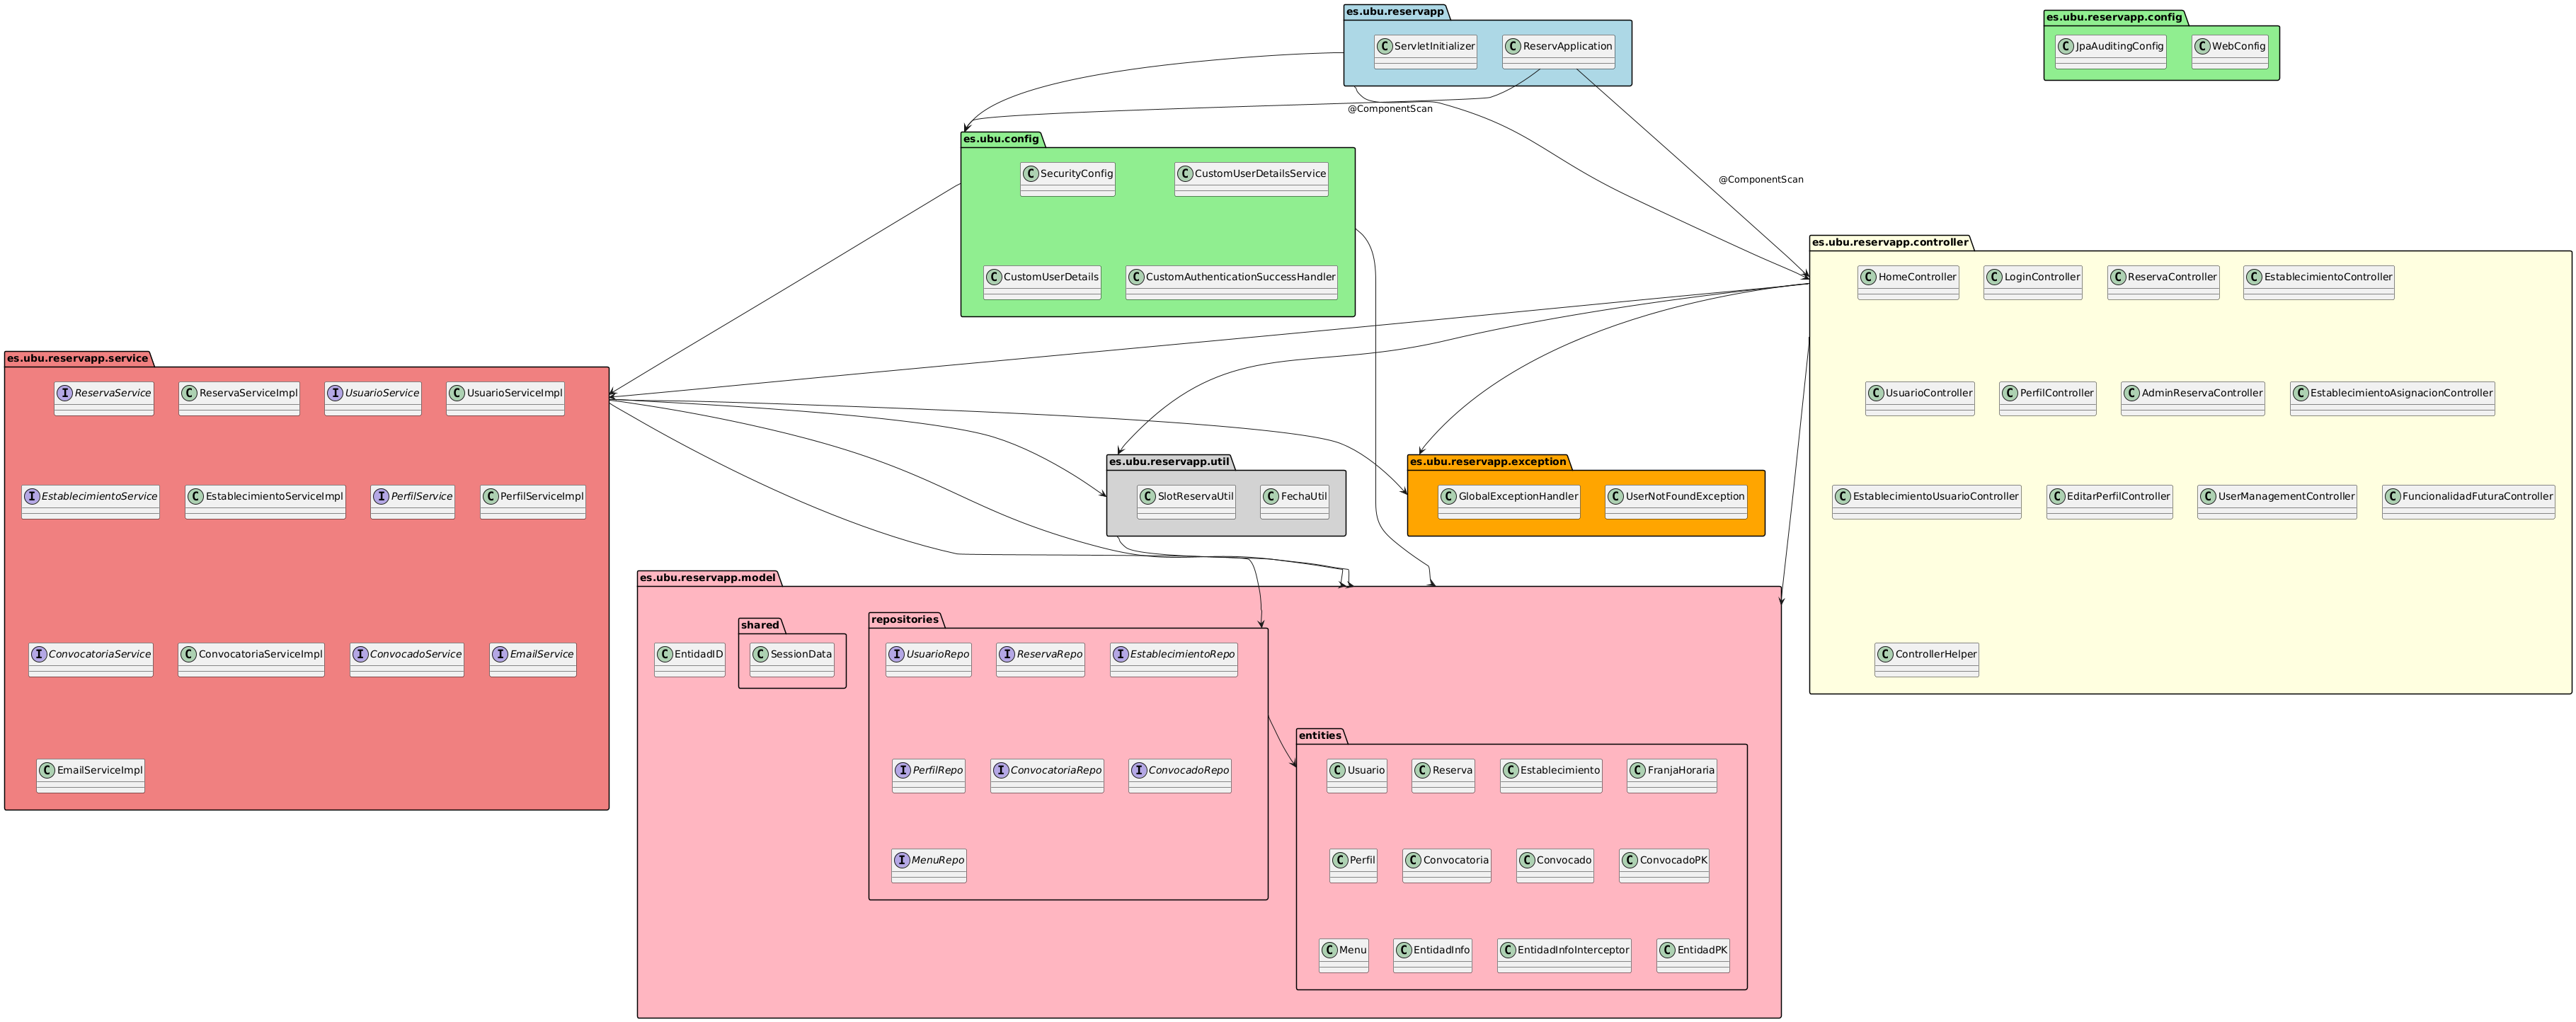 es.ubu.reservapp
C ServletInitializer
C ReservApplication
es.ubu.reservapp.config
C JpaAuditingConfig
C WebConfig
@ComponentScan
@ComponentScan
es.ubu.config
C SecurityConfig
C CustomUserDetailsService
C CustomUserDetails
C CustomAuthenticationSuccessHandler
es.ubu.reservapp.controller
C HomeController
C LoginController
C ReservaController
C EstablecimientoController
C UsuarioController
C PerfilController
C AdminReservaController
C EstablecimientoAsignacionController
C EstablecimientoUsuarioController
C EditarPerfilController
C UserManagementController
C FuncionalidadFuturaController
C ControllerHelper
es.ubu.reservapp.service
I ReservaService
C ReservaServiceImpl
I UsuarioService
C UsuarioServiceImpl
I EstablecimientoService
C EstablecimientoServiceImpl
I PerfilService
C PerfilServiceImpl
I ConvocatoriaService
C ConvocatoriaServiceImpl
I ConvocadoService
I EmailService
C EmailServiceImpl
es.ubu.reservapp.util
C SlotReservaUtil
C FechaUtil
es.ubu.reservapp.exception
C GlobalExceptionHandler
C UserNotFoundException
es.ubu.reservapp.model
C EntidadID
shared
C SessionData
repositories
I UsuarioRepo
I ReservaRepo
I EstablecimientoRepo
I PerfilRepo
I ConvocatoriaRepo
I ConvocadoRepo
I MenuRepo
entities
C Usuario
C Reserva
C Establecimiento
C FranjaHoraria
C Perfil
C Convocatoria
C Convocado
C ConvocadoPK
C Menu
C EntidadInfo
C EntidadInfoInterceptor
C EntidadPK